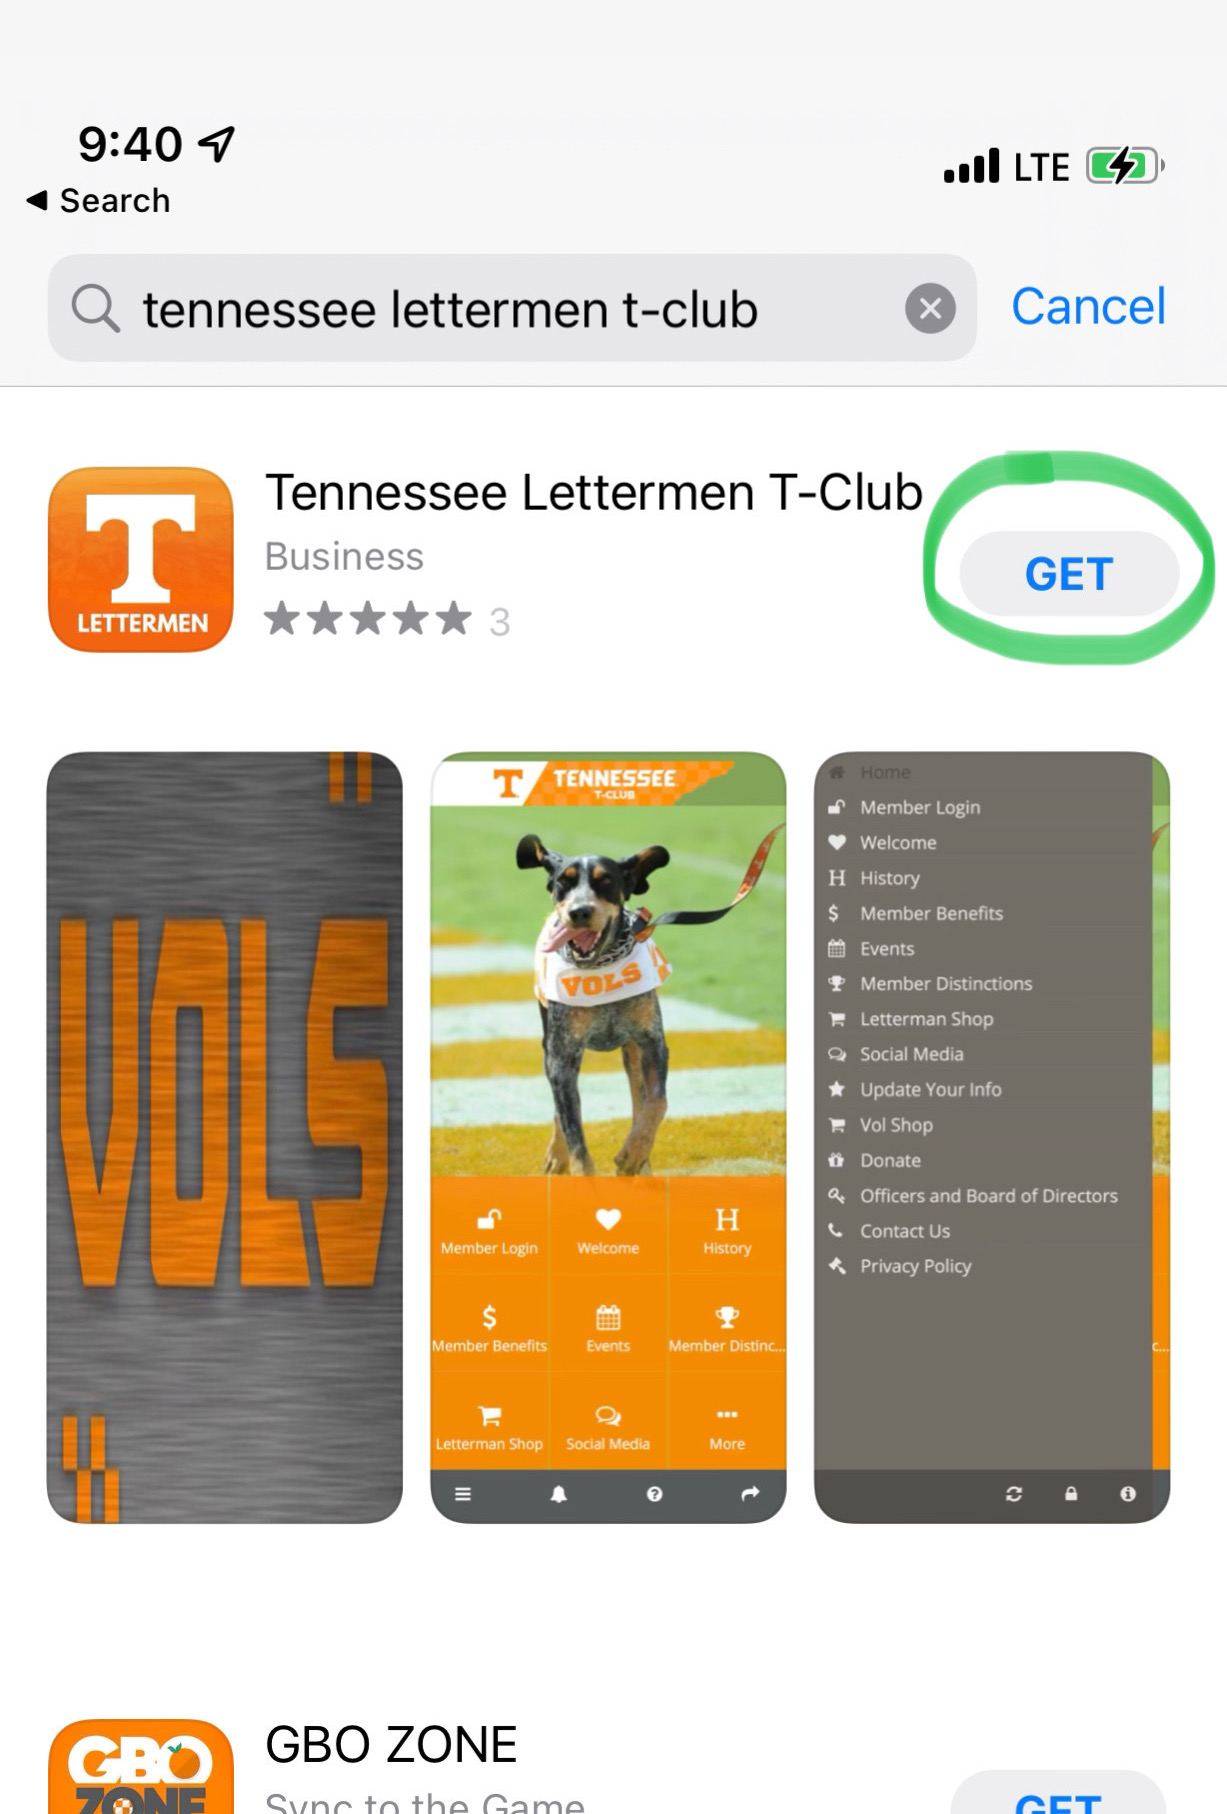 9:40
LTE
Search
tennessee lettermen t-club
Cancel
T
LETTERMEN
Tennessee Lettermen T-Club
Business
3
GET
VOLS
T TENNESSEE
T-CLUB
VOLS
Member Login
Welcome
H
History
$
Member Benefits
Events
Member Distinc...
Letterman Shop
Social Media
More
Home
Member Login
Welcome
H History
$ Member Benefits
Events
Member Distinctions
Letterman Shop
Social Media
Update Your Info
Vol Shop
Donate
Officers and Board of Directors
Contact Us
Privacy Policy
c...
GBO
ZONE
GBO ZONE
Sync to the Game
GET